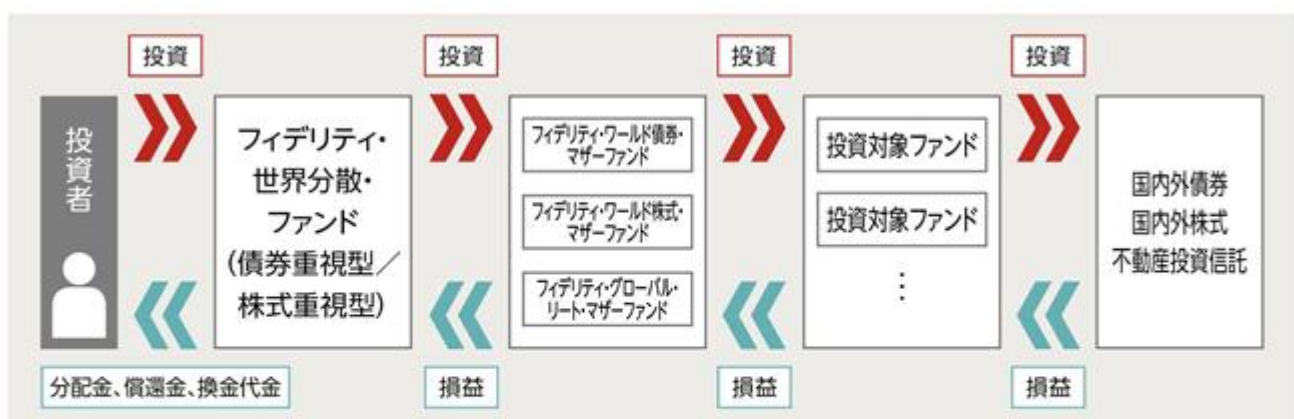 投資
投資
投資
投資
投資者
フィデリティ・
世界分散・
ファンド
(債券重視型／
株式重視型)
フィデリティ・ワールド債券・
マザーファンド
フィデリティ・ワールド株式・
マザーファンド
フィデリティ・グローバル・
リート・マザーファンド
投資対象ファンド
投資対象ファンド
⋮
国内外債券
国内外株式
不動産投資信託
分配金、償還金、換金代金
損益
損益
損益